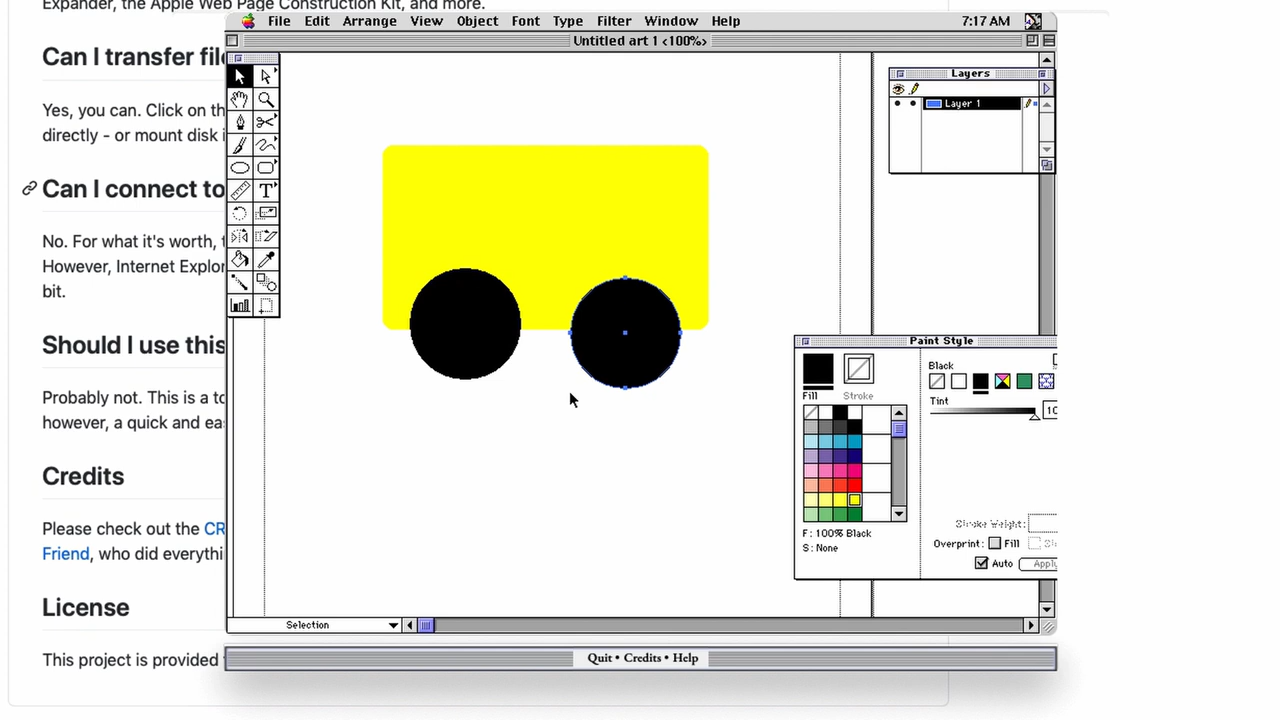 Expander, the Apple Web Page Construction Kit, and more.
File Edit Arrange View Object Font Type Filter Window Help 7:17 AM
Untitled art 1 <100%>
Can I transfer file
Layers
Layer 1
Yes, you can. Click on th
directly - or mount disk i
Can I connect to
No. For what it's worth, t
However, Internet Explor
bit.
Should I use this
Paint Style
Black
Fill Stroke
Tint
10
Probably not. This is a to
however, a quick and eas
Credits
Please check out the CR
Friend, who did everythi
Stroke Weight:
F: 100% Black
Overprint: Fill
S: None
Auto Apply
License
Selection
This project is provided
Quit • Credits • Help